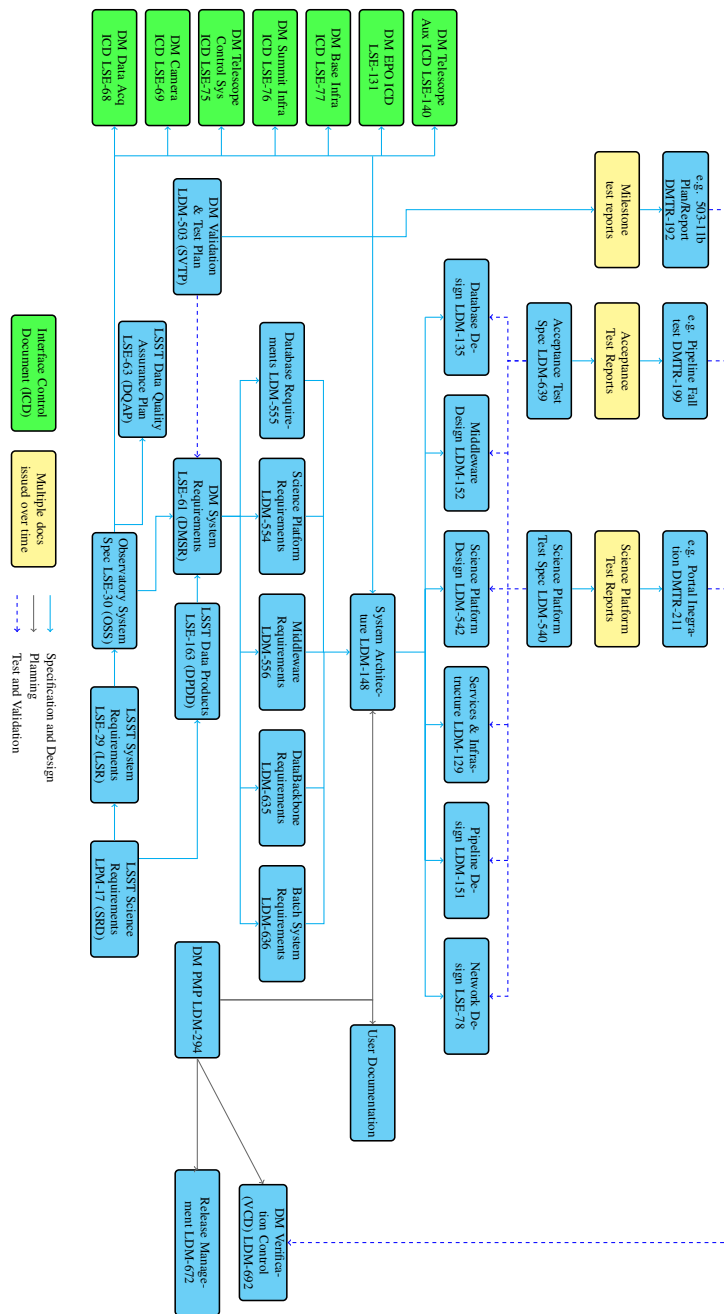 DM Telescope
Aux ICD LSE-140
DM EPO ICD
LSE-131
DM Base Infra
ICD LSE-77
DM Summit Infra
ICD LSE-76
DM Telescope
Control Sys
ICD LSE-75
DM Camera
ICD LSE-69
DM Data Acq
ICD LSE-68
e.g. 503-11b
Plan/Report
DMTR-192
Milestone
test reports
DM Validation
& Test Plan
LDM-503 (SVTP)
e.g. Pipeline Fall
test DMTR-199
Acceptance
Test Reports
Acceptance Test
Spec LDM-639
Database De-
sign LDM-135
Database Require-
ments LDM-555
LSST Data Quality
Assurance Plan
LSE-63 (DQAP)
Interface Control
Document (ICD)
Middleware
Design LDM-152
Science Platform
Requirements
LDM-554
DM System
Requirements
LSE-61 (DMSR)
Multiple docs
issued over time
e.g. Portal Inegra-
tion DMTR-211
Science Platform
Test Reports
Science Platform
Test Spec LDM-540
Science Platform
Design LDM-542
System Architec-
ture LDM-148
Middleware
Requirements
LDM-556
LSST Data Products
LSE-163 (DPDD)
Observatory System
Spec LSE-30 (OSS)
Specification and Design
Planning
Test and Validation
Services & Infras-
tructure LDM-129
DataBackbone
Requirements
LDM-635
LSST System
Requirements
LSE-29 (LSR)
Pipeline De-
sign LDM-151
Batch System
Requirements
LDM-636
LSST Science
Requirements
LPM-17 (SRD)
Network De-
sign LSE-78
DM PMP LDM-294
User Documentation
DM Verifica-
tion Control
(VCD) LDM-692
Release Manage-
ment LDM-672